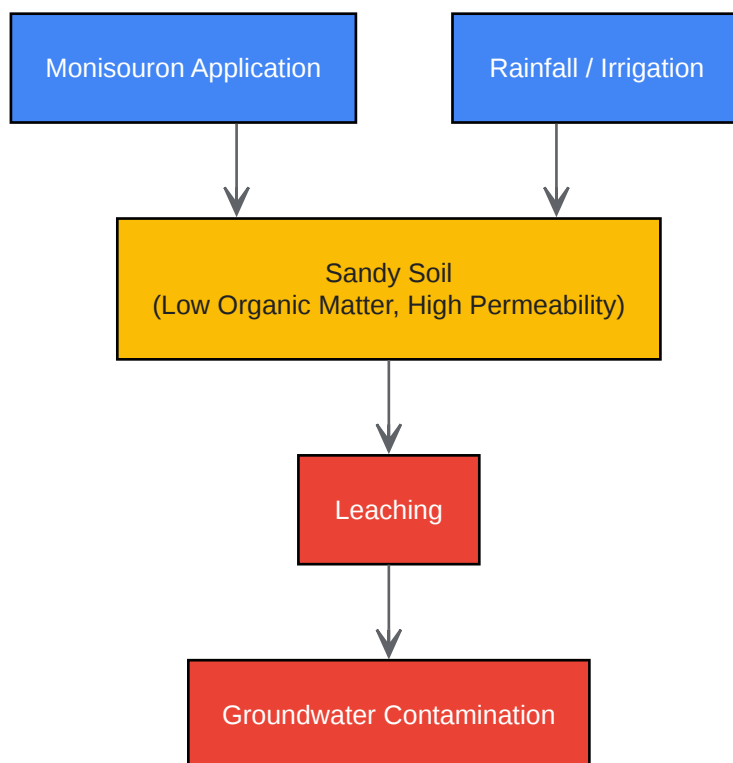 Monisouron Application
Rainfall / Irrigation
Sandy Soil
(Low Organic Matter, High Permeability)
Leaching
Groundwater Contamination